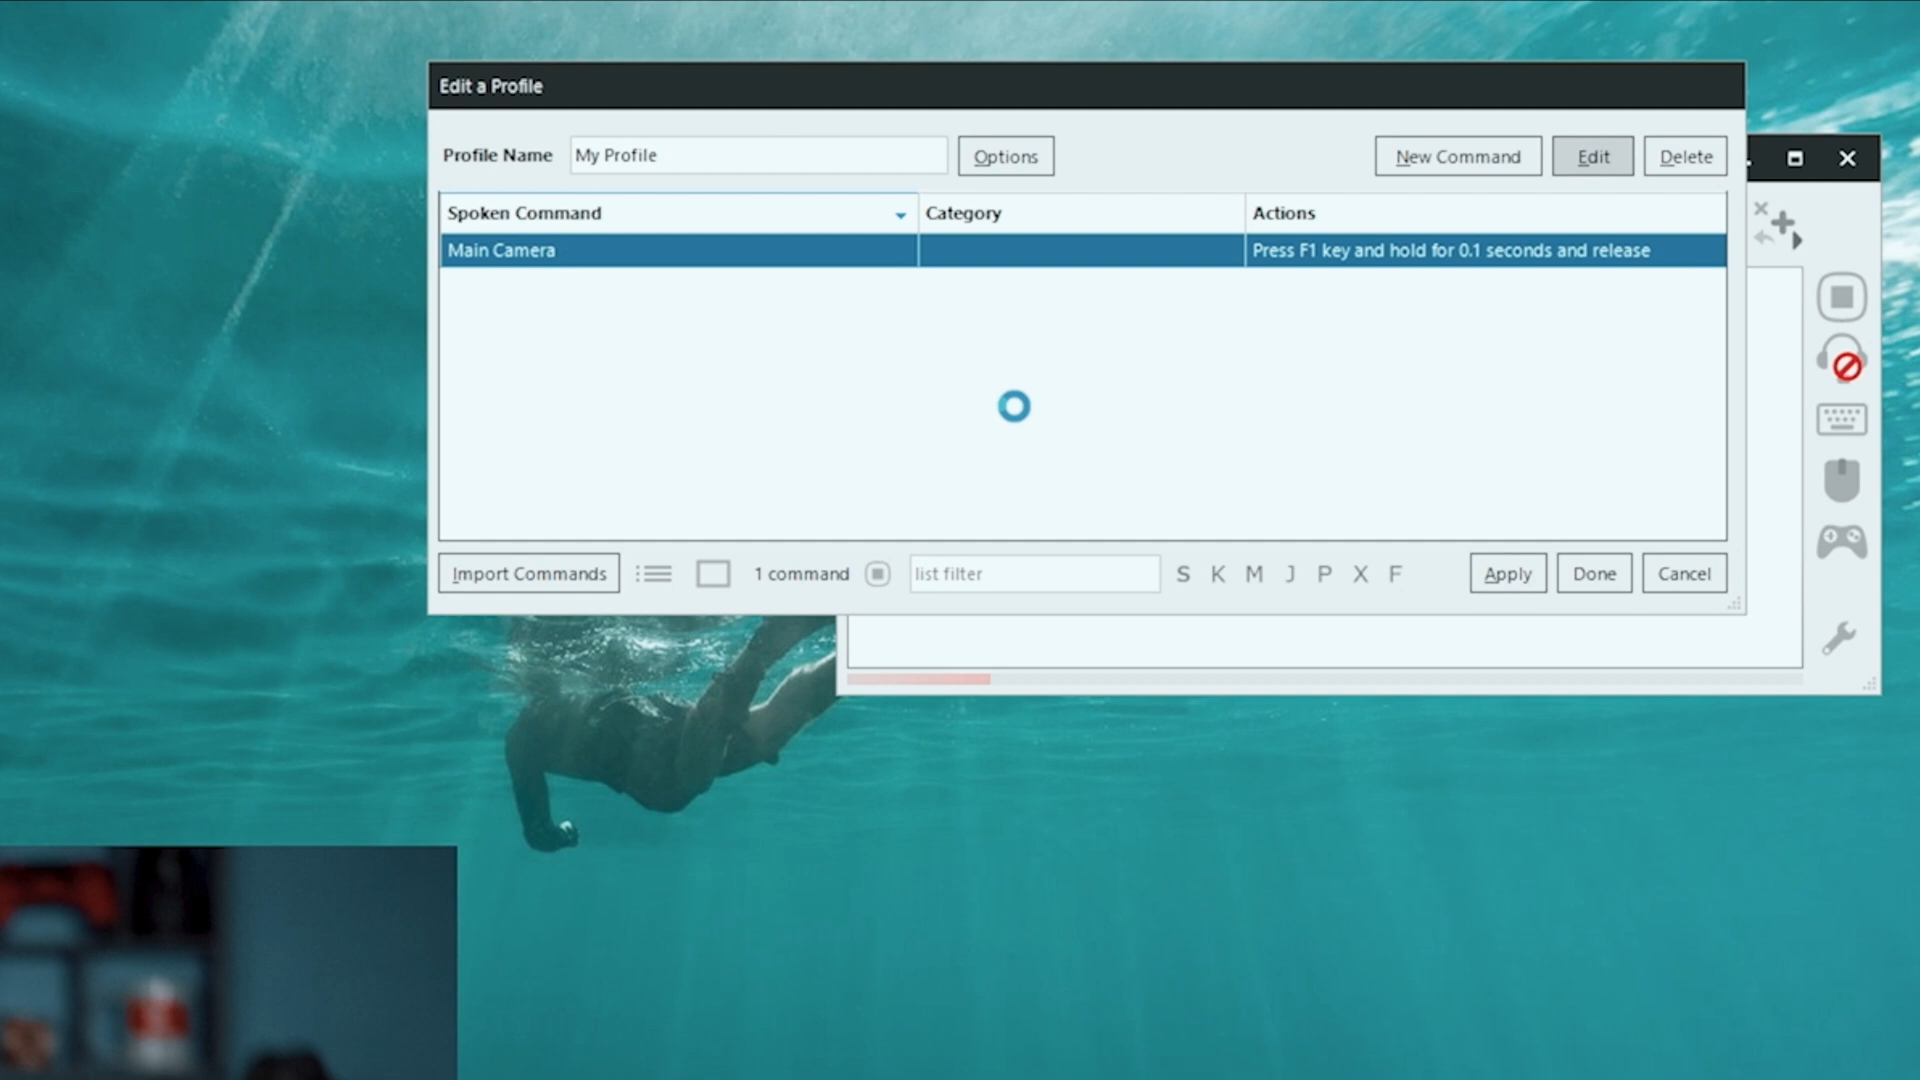 Edit a Profile
Profile Name My Profile Options New Command Edit Delete
Spoken Command Category Actions
Main Camera Press F1 key and hold for 0.1 seconds and release
Import Commands 1 command list filter S K M J P X F Apply Done Cancel